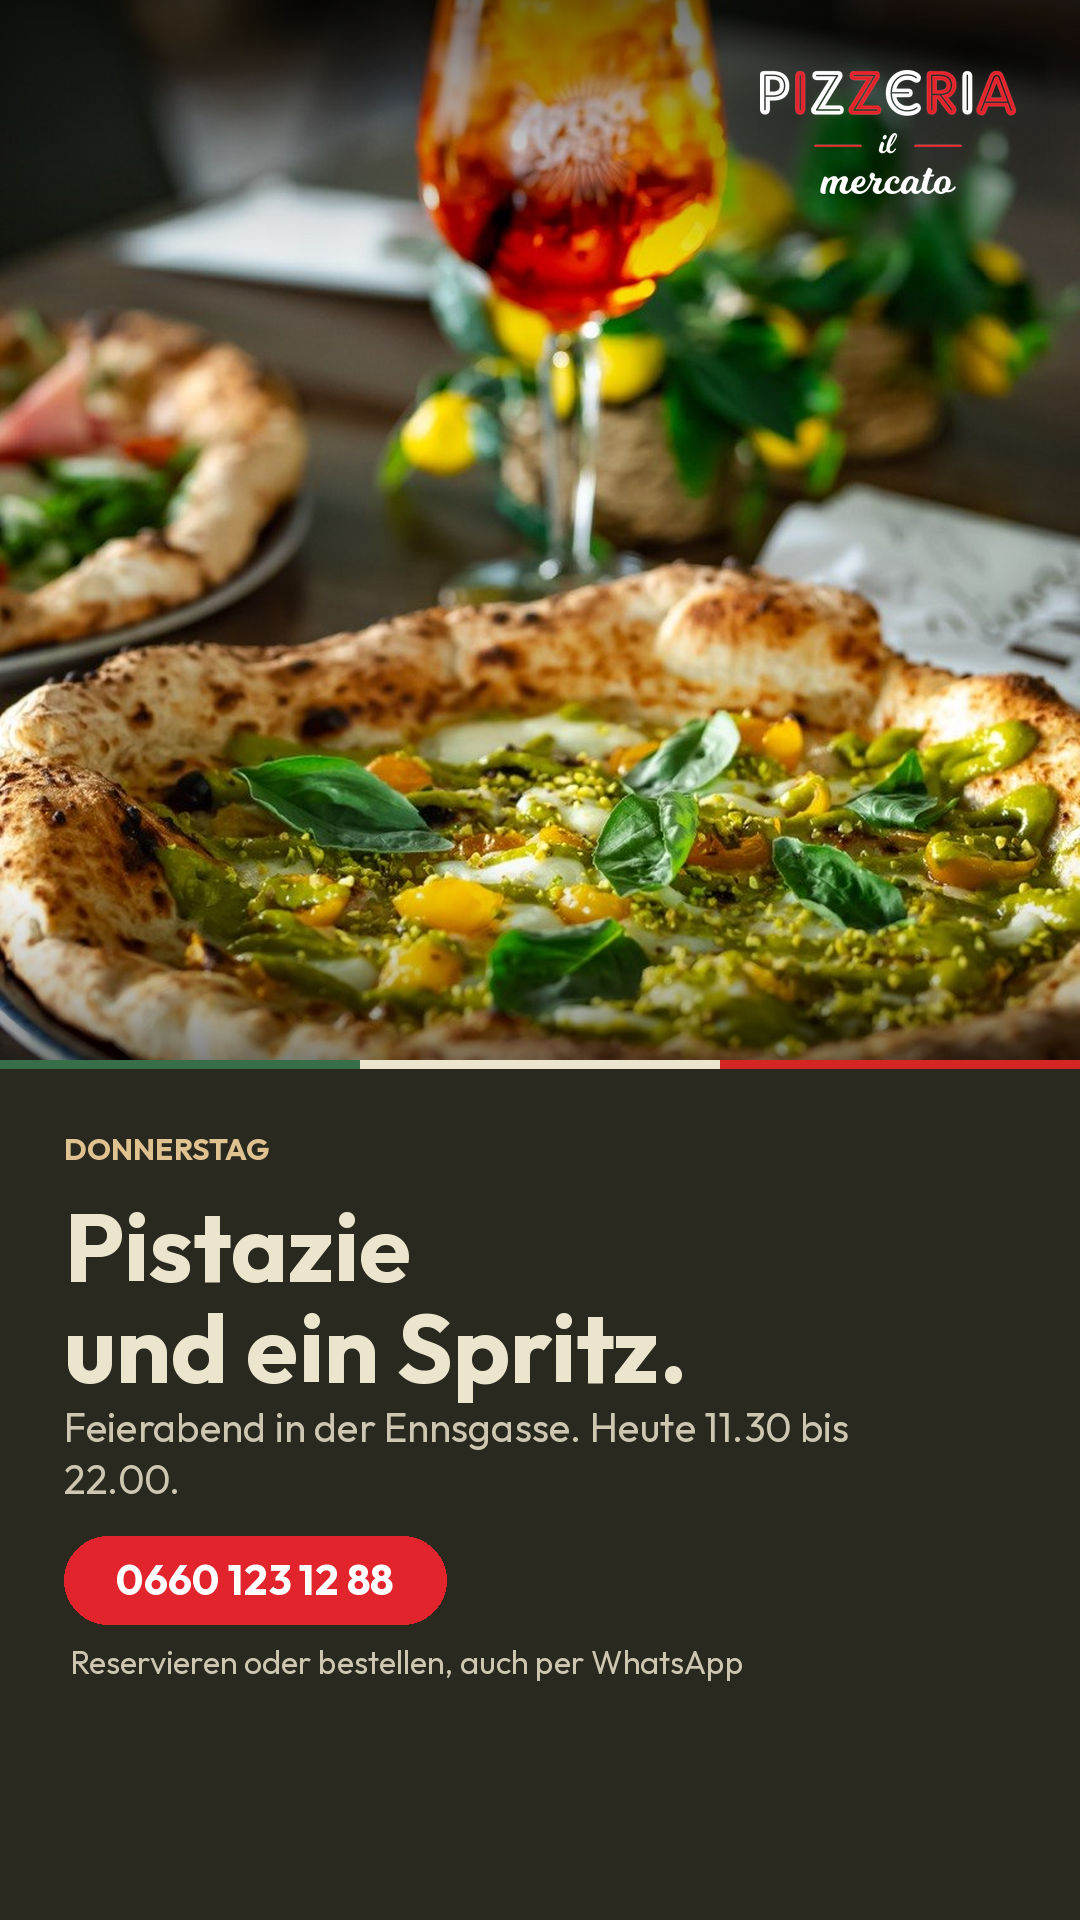 PIZZERIA
il
mercato
APEROL
DONNERSTAG
Pistazie
und ein Spritz.
Feierabend in der Ennsgasse. Heute 11.30 bis
22.00.
0660 123 12 88
Reservieren oder bestellen, auch per WhatsApp